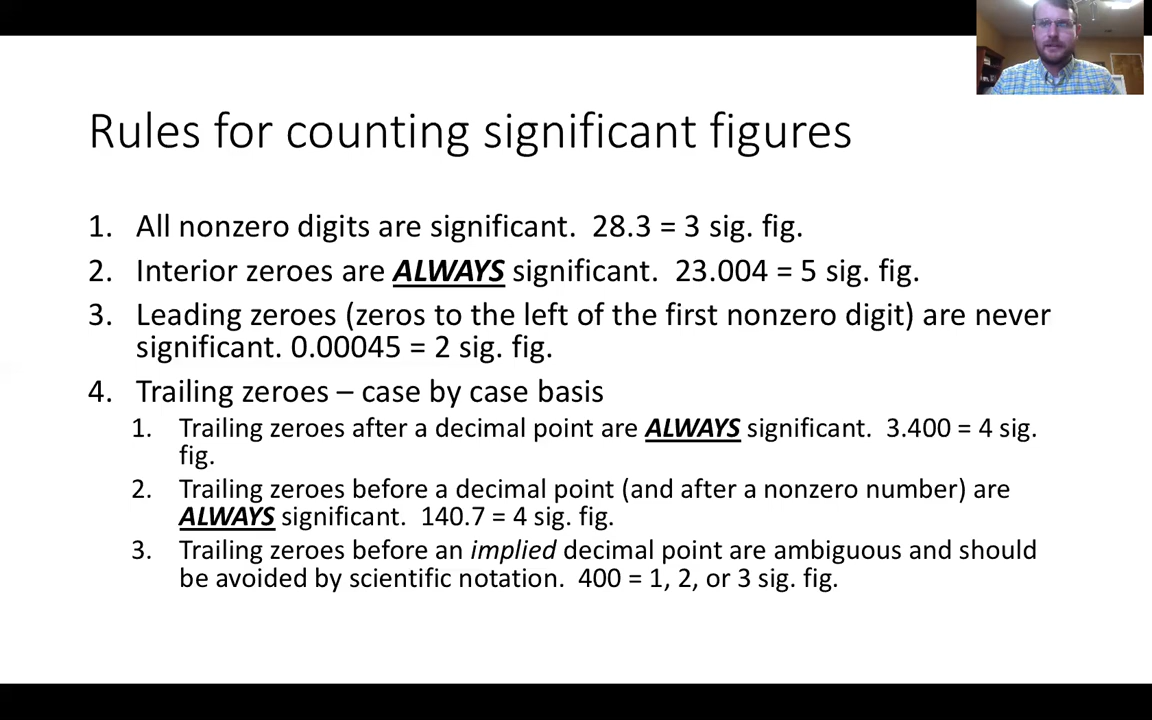 Rules for counting significant figures
1. All nonzero digits are significant. 28.3 = 3 sig. fig.
2. Interior zeroes are ALWAYS significant. 23.004 = 5 sig. fig.
3. Leading zeroes (zeros to the left of the first nonzero digit) are never
significant. 0.00045 = 2 sig. fig.
4. Trailing zeroes – case by case basis
1. Trailing zeroes after a decimal point are ALWAYS significant. 3.400 = 4 sig.
fig.
2. Trailing zeroes before a decimal point (and after a nonzero number) are
ALWAYS significant. 140.7 = 4 sig. fig.
3. Trailing zeroes before an implied decimal point are ambiguous and should
be avoided by scientific notation. 400 = 1, 2, or 3 sig. fig.